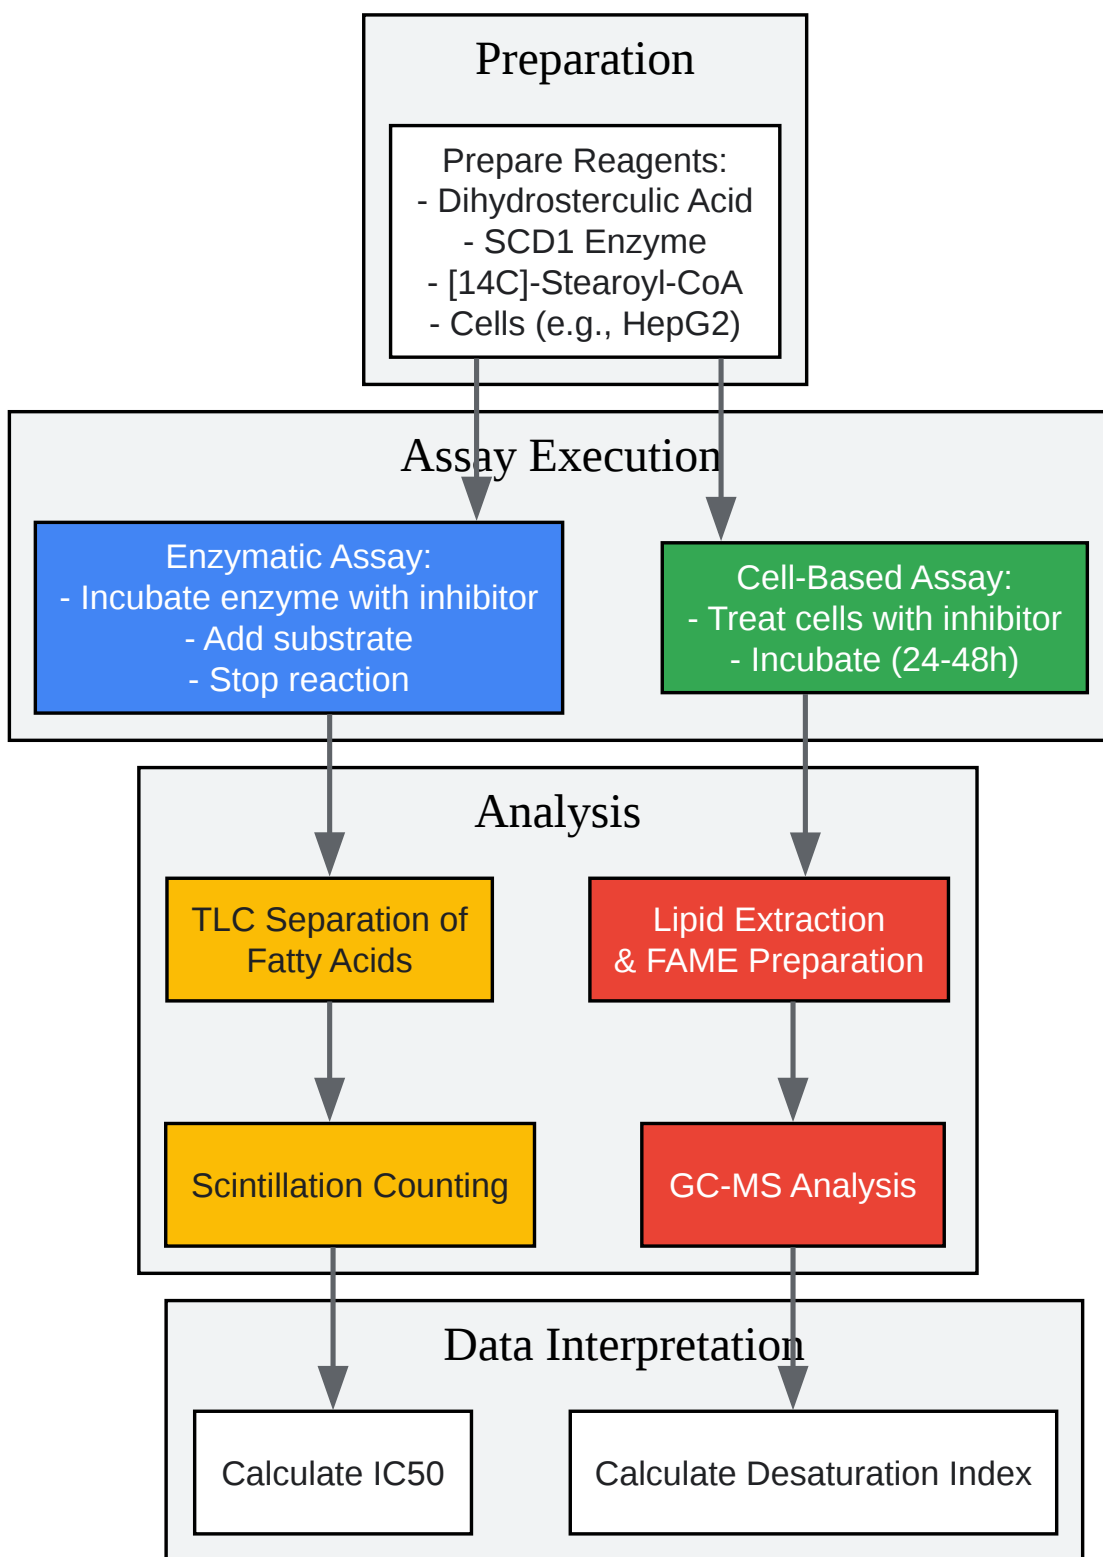 Preparation
Prepare Reagents:
- Dihydrosterculic Acid
- SCD1 Enzyme
- [14C]-Stearoyl-CoA
- Cells (e.g., HepG2)
Assay Execution
Enzymatic Assay:
- Incubate enzyme with inhibitor
- Add substrate
- Stop reaction
Cell-Based Assay:
- Treat cells with inhibitor
- Incubate (24-48h)
Analysis
TLC Separation of
Fatty Acids
Lipid Extraction
& FAME Preparation
Scintillation Counting
GC-MS Analysis
Data Interpretation
Calculate IC50
Calculate Desaturation Index